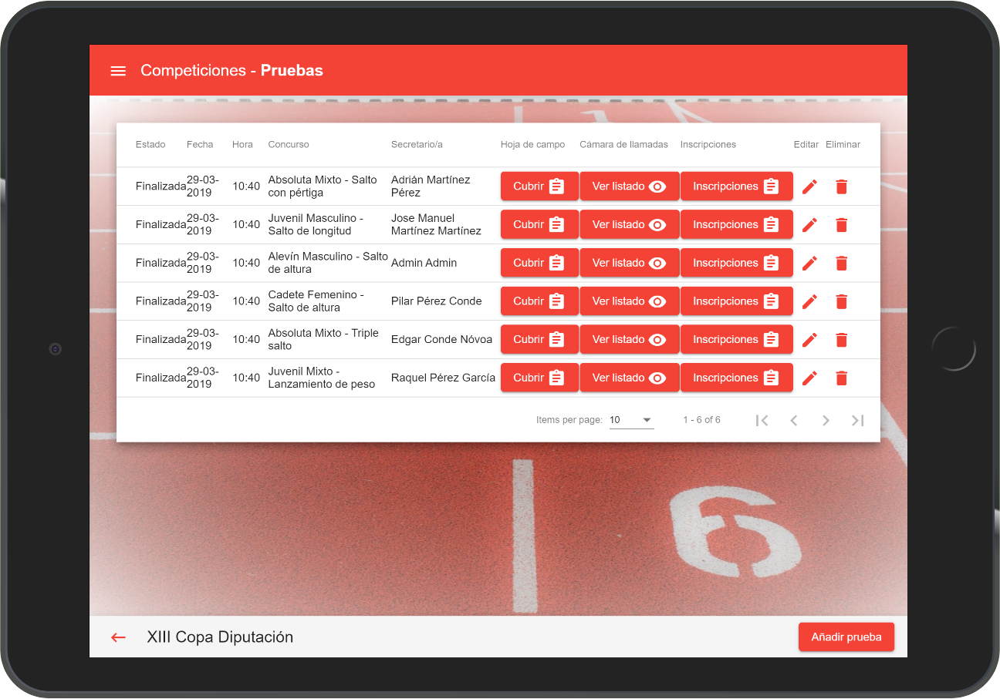 Competiciones - Pruebas
Estado Fecha Hora Concurso Secretario/a Hoja de campo Cámara de llamadas Inscripciones Editar Eliminar
Finalizada 29-03-2019 10:40 Absoluta Mixto - Salto con pértiga Adrián Martínez Pérez Cubrir Ver listado Inscripciones
Finalizada 29-03-2019 10:40 Juvenil Masculino - Salto de longitud Jose Manuel Martínez Martínez Cubrir Ver listado Inscripciones
Finalizada 29-03-2019 10:40 Alevín Masculino - Salto de altura Admin Admin Cubrir Ver listado Inscripciones
Finalizada 29-03-2019 10:40 Cadete Femenino - Salto de altura Pilar Pérez Conde Cubrir Ver listado Inscripciones
Finalizada 29-03-2019 10:40 Absoluta Mixto - Triple salto Edgar Conde Nóvoa Cubrir Ver listado Inscripciones
Finalizada 29-03-2019 10:40 Juvenil Mixto - Lanzamiento de peso Raquel Pérez García Cubrir Ver listado Inscripciones
Items per page: 10 1 - 6 of 6
6
XIII Copa Diputación Añadir prueba